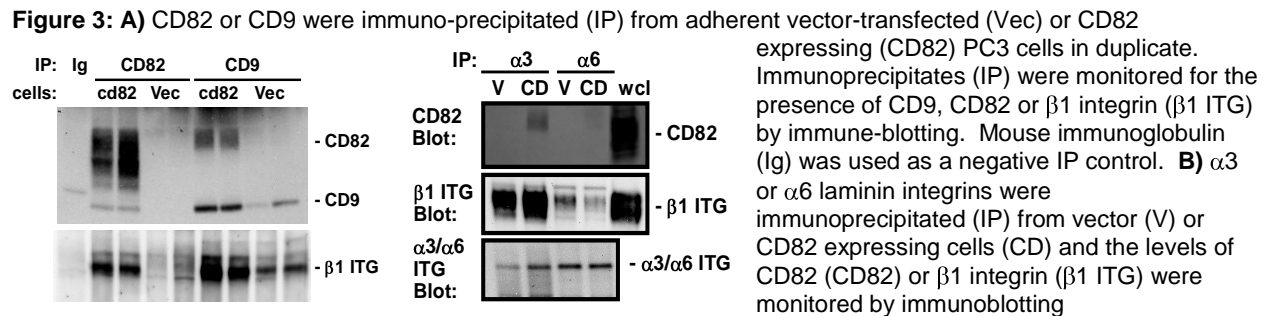 Figure 3: A) CD82 or CD9 were immuno-precipitated (IP) from adherent vector-transfected (Vec) or CD82
expressing (CD82) PC3 cells in duplicate.
Immunoprecipitates (IP) were monitored for the
presence of CD9, CD82 or β1 integrin (β1 ITG)
by immune-blotting. Mouse immunoglobulin
(Ig) was used as a negative IP control. B) α3
or α6 laminin integrins were
immunoprecipitated (IP) from vector (V) or
CD82 expressing cells (CD) and the levels of
CD82 (CD82) or β1 integrin (β1 ITG) were
monitored by immunoblotting
IP: Ig CD82 CD9
cells: cd82 Vec cd82 Vec
- CD82
- CD9
- β1 ITG
IP: α3 α6
V CD V CD wcl
CD82
Blot:
- CD82
β1 ITG
Blot:
- β1 ITG
α3/α6
ITG
Blot:
- α3/α6 ITG